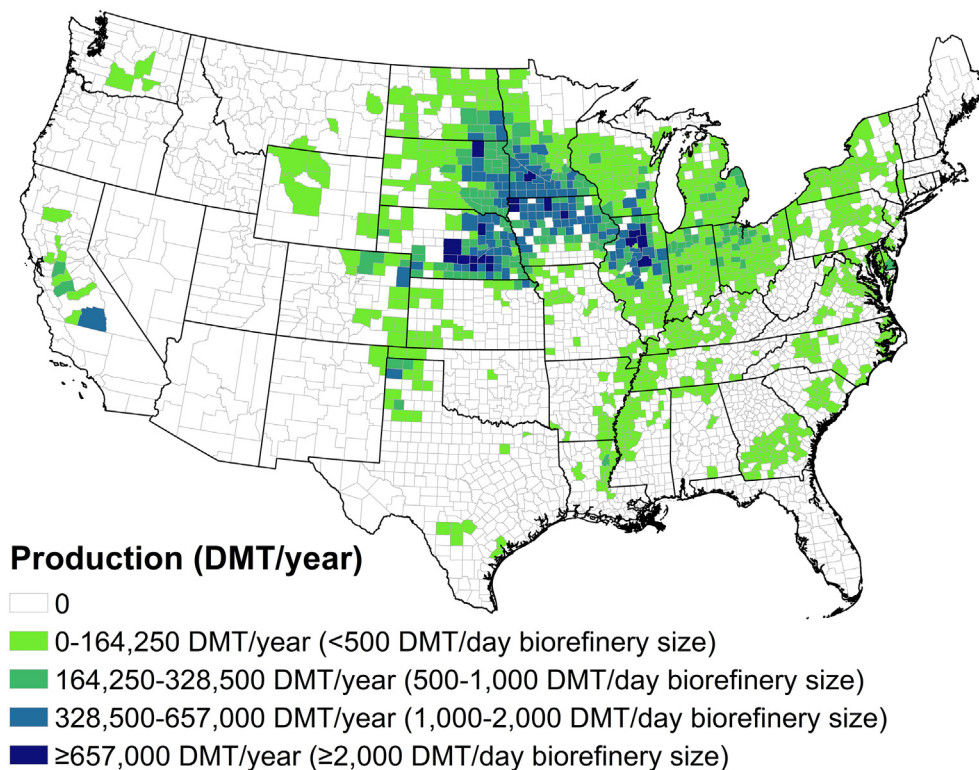 Production (DMT/year)
0
0-164,250 DMT/year (<500 DMT/day biorefinery size)
164,250-328,500 DMT/year (500-1,000 DMT/day biorefinery size)
328,500-657,000 DMT/year (1,000-2,000 DMT/day biorefinery size)
≥657,000 DMT/year (≥2,000 DMT/day biorefinery size)